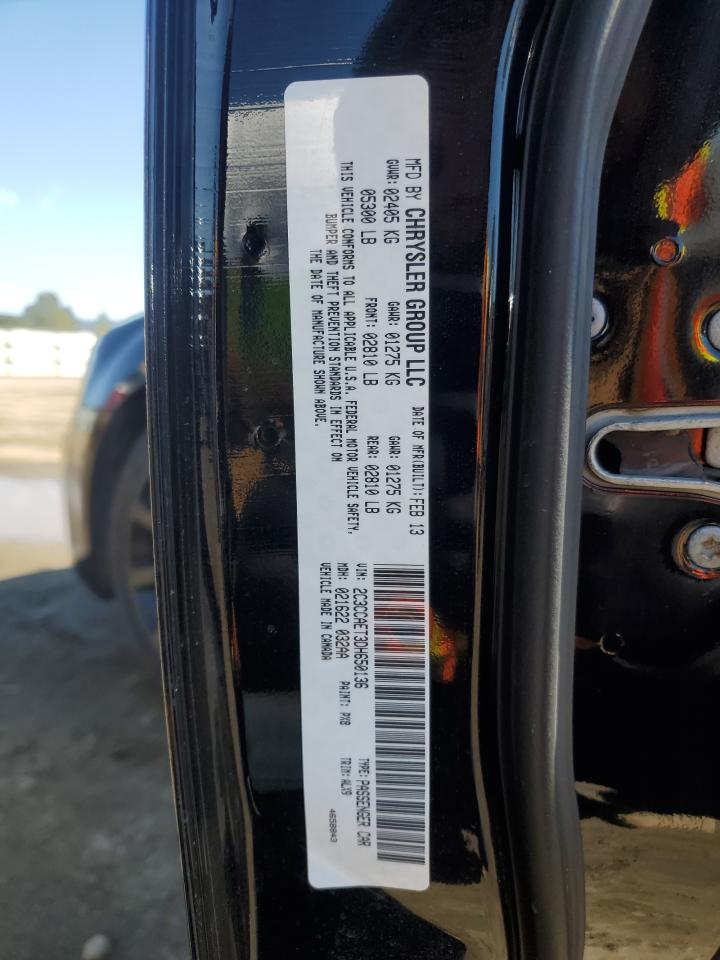 MFD BY CHRYSLER GROUP LLC DATE OF MFR(BUILT): FEB 13
GVWR: 02405 KG GAWR: 01275 KG GAWR: 01275 KG
05300 LB FRONT: 02810 LB REAR: 02810 LB
THIS VEHICLE CONFORMS TO ALL APPLICABLE U.S.A. FEDERAL MOTOR VEHICLE SAFETY,
BUMPER AND THEFT PREVENTION STANDARDS IN EFFECT ON
THE DATE OF MANUFACTURE SHOWN ABOVE.
VIN: 2C3CCAET3DH650136 TYPE: PASSENGER CAR
MDH: 021622 032AA PAINT: PX8 TRIM: ALX9
VEHICLE MADE IN CANADA 4658843